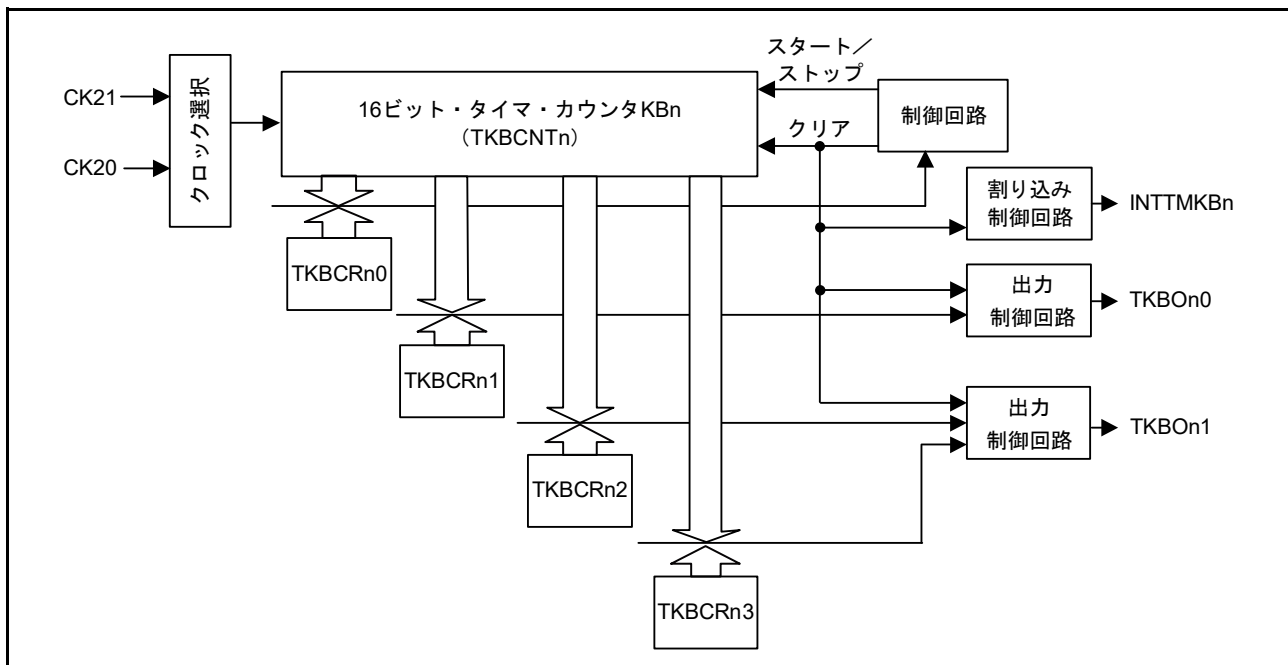 スタート／
ストップ
CK21
CK20
クロック選択
16ビット・タイマ・カウンタKBn
（TKBCNTn）
クリア
制御回路
割り込み
制御回路
INTTMKBn
TKBCRn0
出力
制御回路
TKBOn0
TKBCRn1
出力
制御回路
TKBOn1
TKBCRn2
TKBCRn3